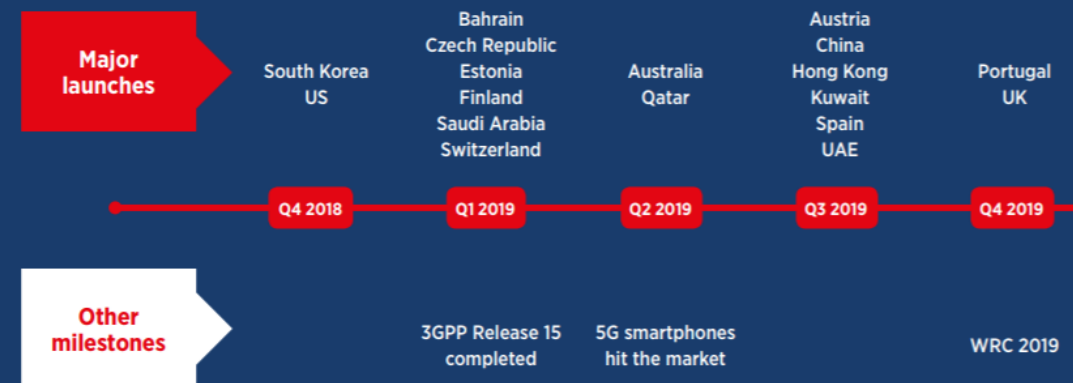 Major
launches
South Korea
US
Bahrain
Czech Republic
Estonia
Finland
Saudi Arabia
Switzerland
Australia
Qatar
Austria
China
Hong Kong
Kuwait
Spain
UAE
Portugal
UK
Q4 2018
Q1 2019
Q2 2019
Q3 2019
Q4 2019
Other
milestones
3GPP Release 15
completed
5G smartphones
hit the market
WRC 2019